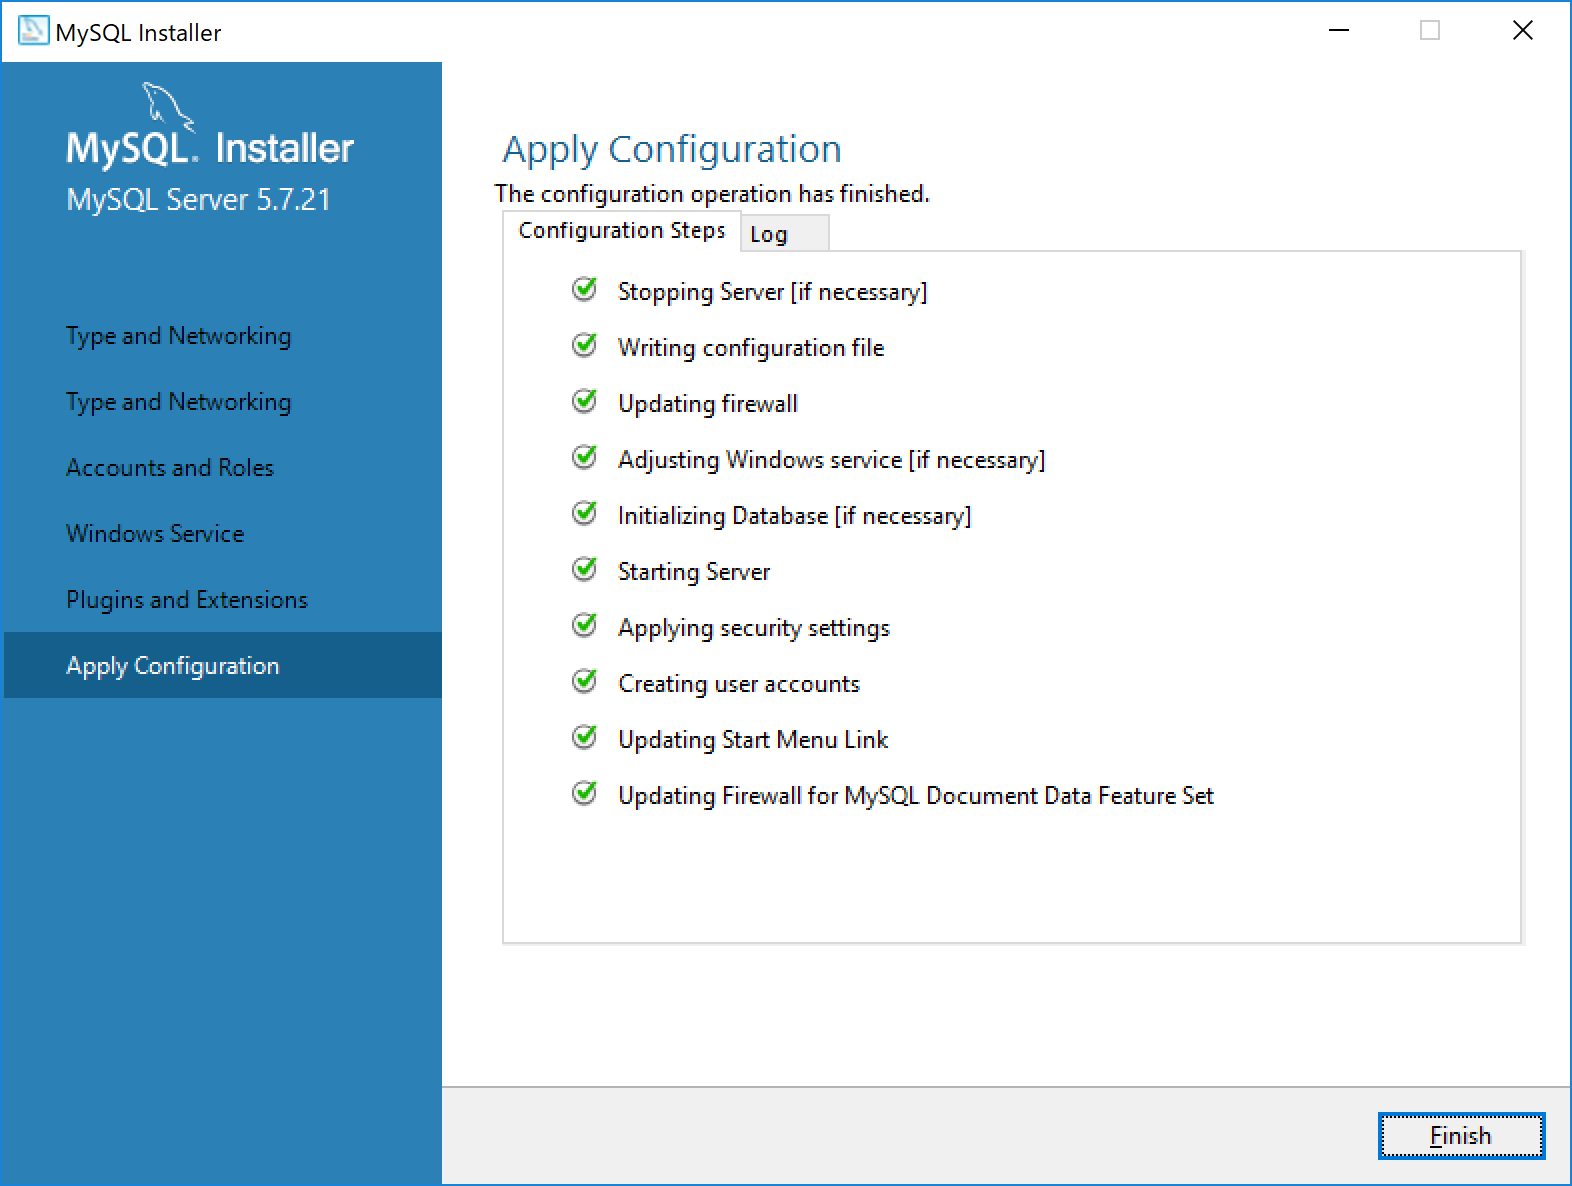 MySQL Installer
MySQL. Installer
MySQL Server 5.7.21
Type and Networking
Type and Networking
Accounts and Roles
Windows Service
Plugins and Extensions
Apply Configuration
Apply Configuration
The configuration operation has finished.
Configuration Steps
Log
Stopping Server [if necessary]
Writing configuration file
Updating firewall
Adjusting Windows service [if necessary]
Initializing Database [if necessary]
Starting Server
Applying security settings
Creating user accounts
Updating Start Menu Link
Updating Firewall for MySQL Document Data Feature Set
Finish